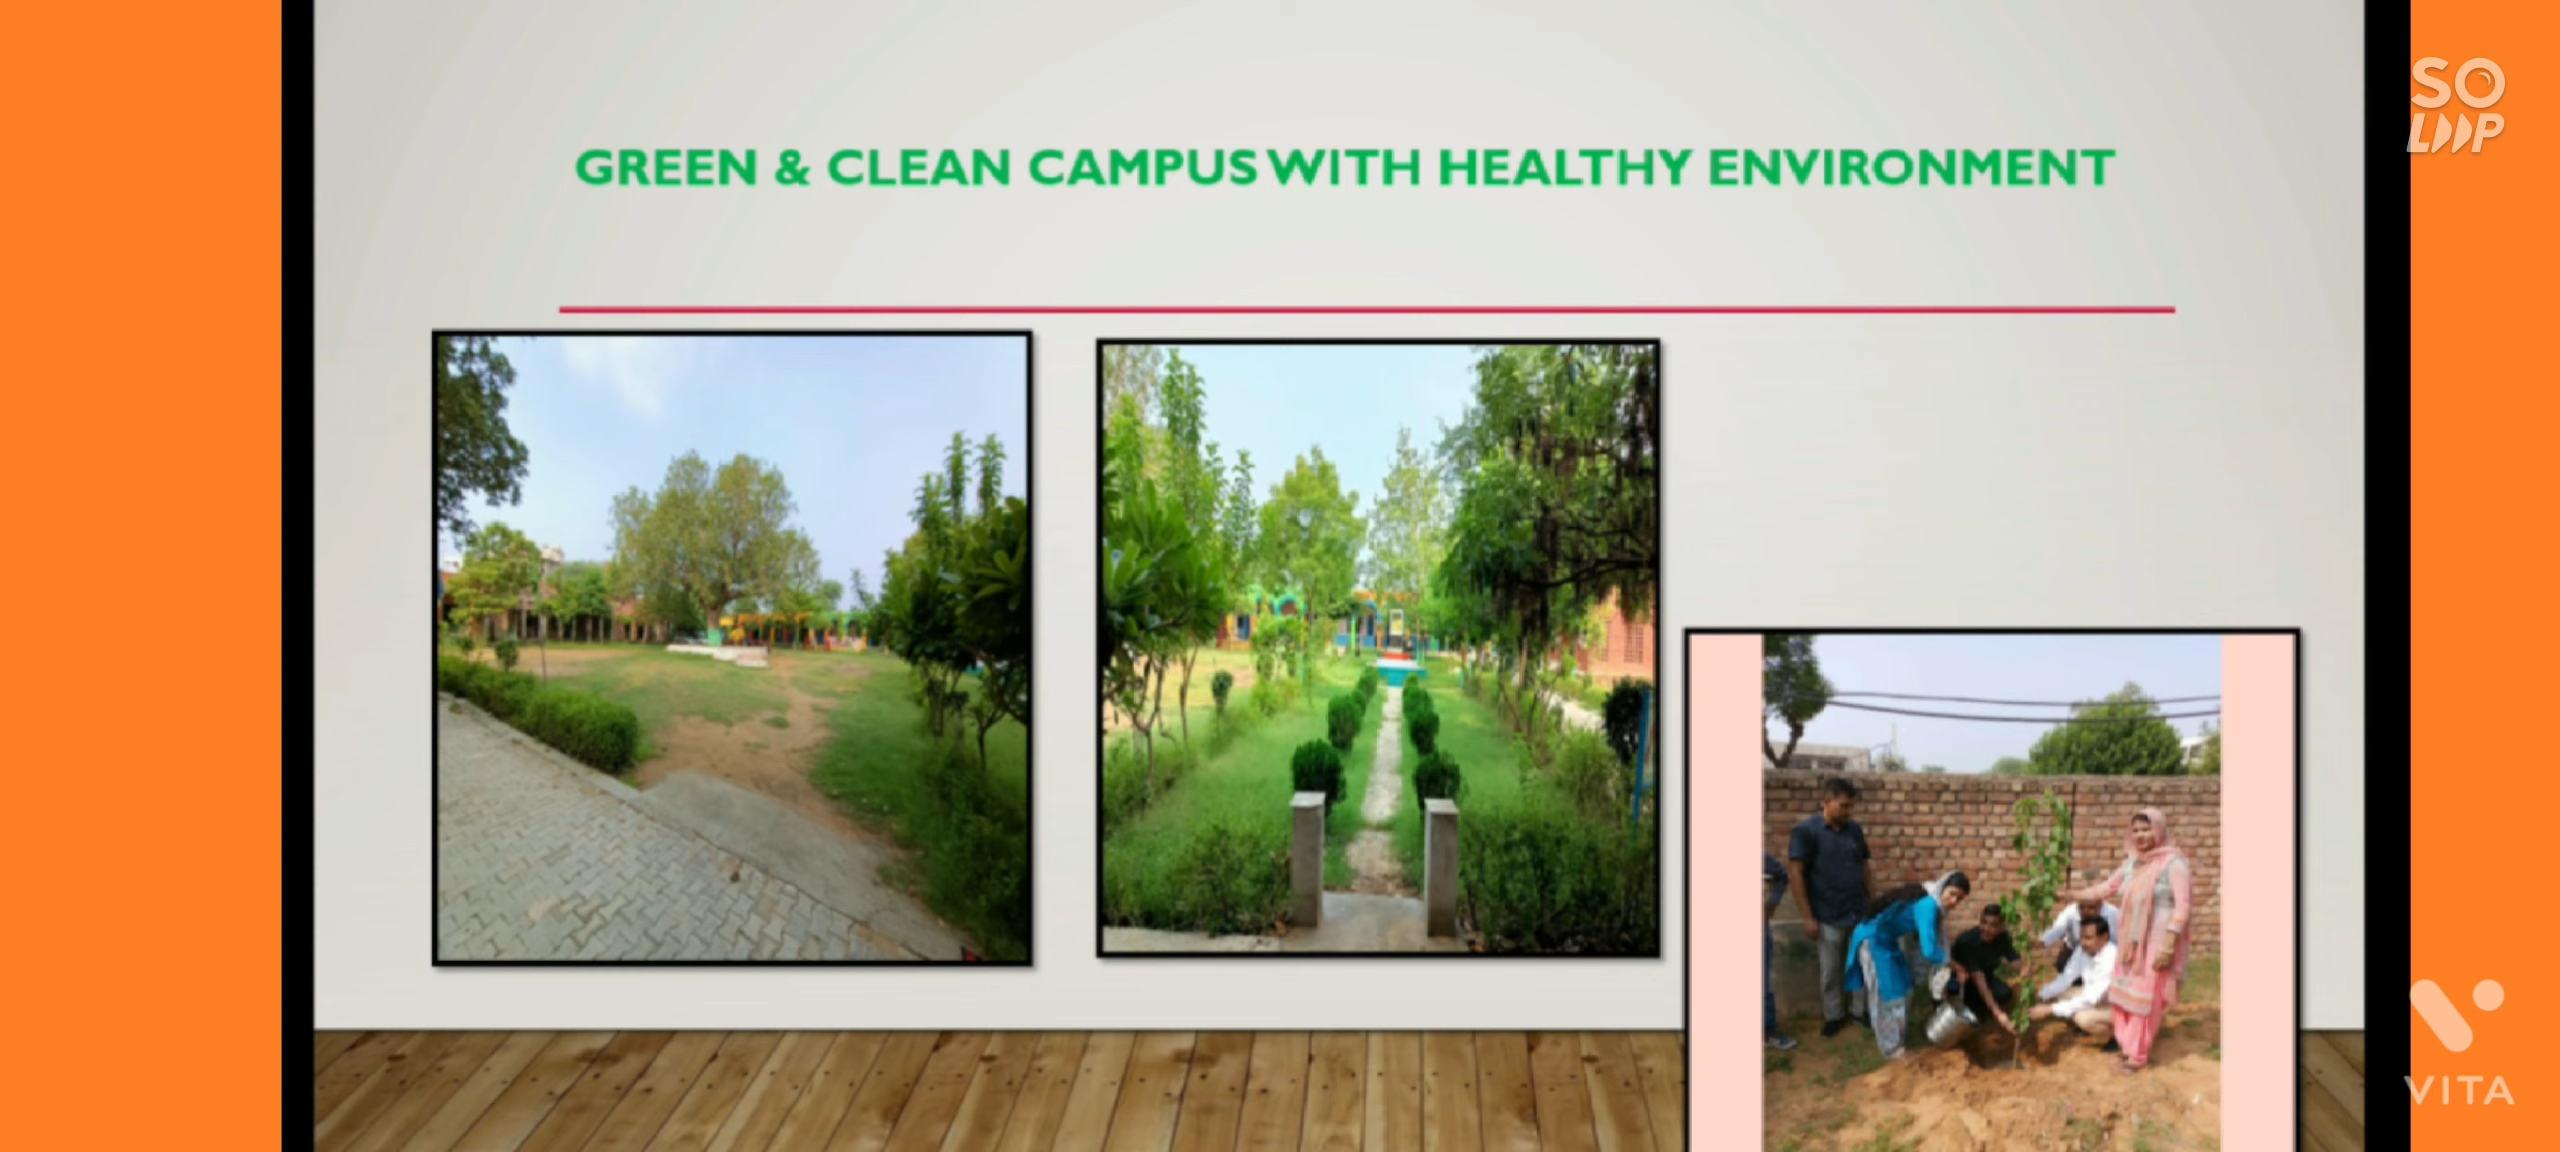 GREEN & CLEAN CAMPUS WITH HEALTHY ENVIRONMENT
SO
LOOP
VITA